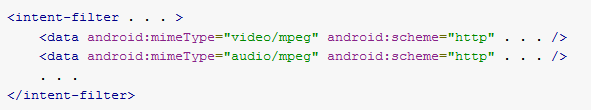 <intent-filter . . . >
    <data android:mimeType="video/mpeg" android:scheme="http" . . . />
    <data android:mimeType="audio/mpeg" android:scheme="http" . . . />
    . . .
</intent-filter>